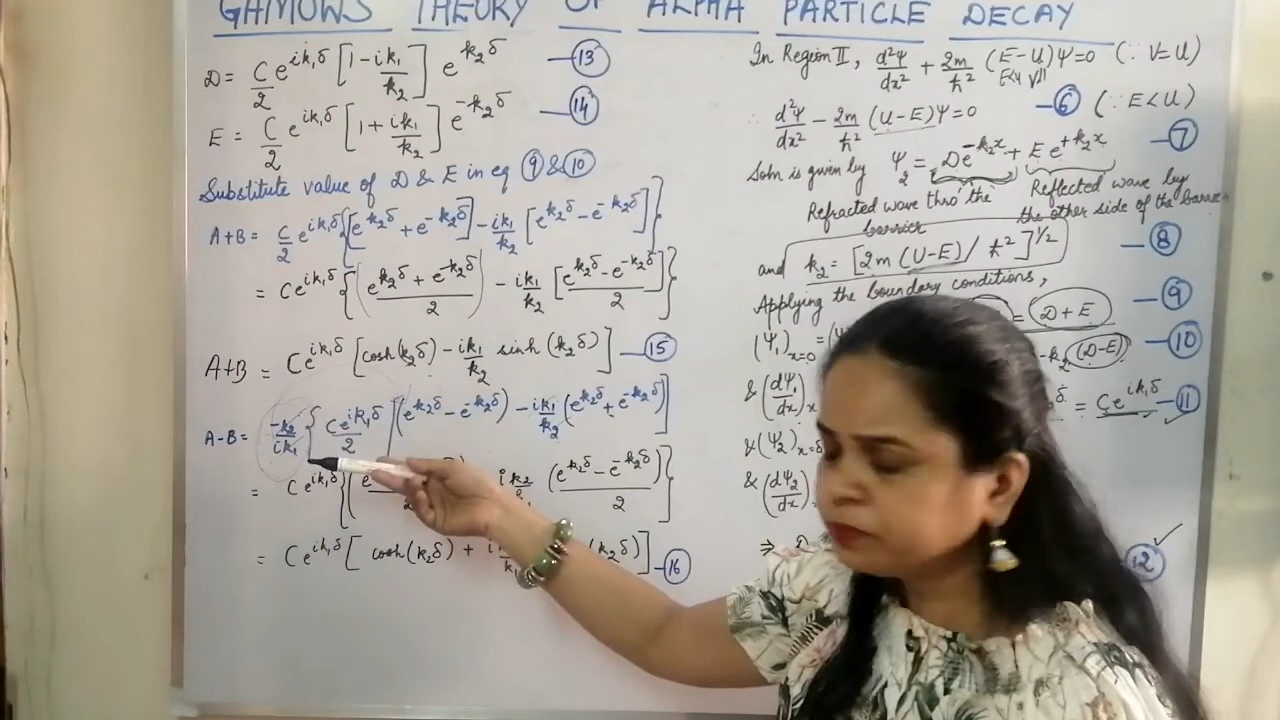 GAMOWS THEORY OF ALPHA PARTICLE DECAY
D = C/2 e^{ik₁δ} [1 - ik₁/k₂] e^{k₂δ} —(13)
E = C/2 e^{ik₁δ} [1 + ik₁/k₂] e^{-k₂δ} —(14)
Substitute value of D & E in eq (9) & (10)
A+B = C/2 e^{ik₁δ} {[e^{k₂δ} + e^{-k₂δ}] - ik₁/k₂ [e^{k₂δ} - e^{-k₂δ}]}
= C e^{ik₁δ} {(e^{k₂δ} + e^{-k₂δ}/2) - ik₁/k₂ [e^{k₂δ} - e^{-k₂δ}/2]}
A+B = C e^{ik₁δ} [cosh(k₂δ) - ik₁/k₂ sinh(k₂δ)] —(15)
A-B = -k₂/ik₁ { C e^{ik₁δ}/2 [(e^{k₂δ} - e^{-k₂δ}) - ik₁/k₂ (e^{k₂δ} + e^{-k₂δ})]
= C e^{ik₁δ} {( i k₂ (e^{k₂δ} - e^{-k₂δ}/2)}
= C e^{ik₁δ} [cosh(k₂δ) + (k₂δ)] —(16)
In Region II, d²ψ/dx² + 2m/ħ² (E-U)ψ = 0 (∵ V=U)
∴ d²ψ/dx² - 2m/ħ² (U-E)ψ = 0 —(6) (∵ E<U)
Soln is given by ψ₂ = De^{-k₂x} + Ee^{+k₂x} —(7)
Refracted wave thro' the barrier
Reflected wave by the other side of the barrier
and k₂ = [2m (U-E)/ħ²]^{1/2} —(8)
Applying the boundary conditions,
(ψ₁)ₓ₌₀ = = D+E —(9)
& (dψ₁/dx)ₓ - k₂ (D-E) —(10)
& (ψ₂)ₓ₌δ = Ce^{ik₁δ} —(11)
& (dψ₂/dx)
⇒ 12